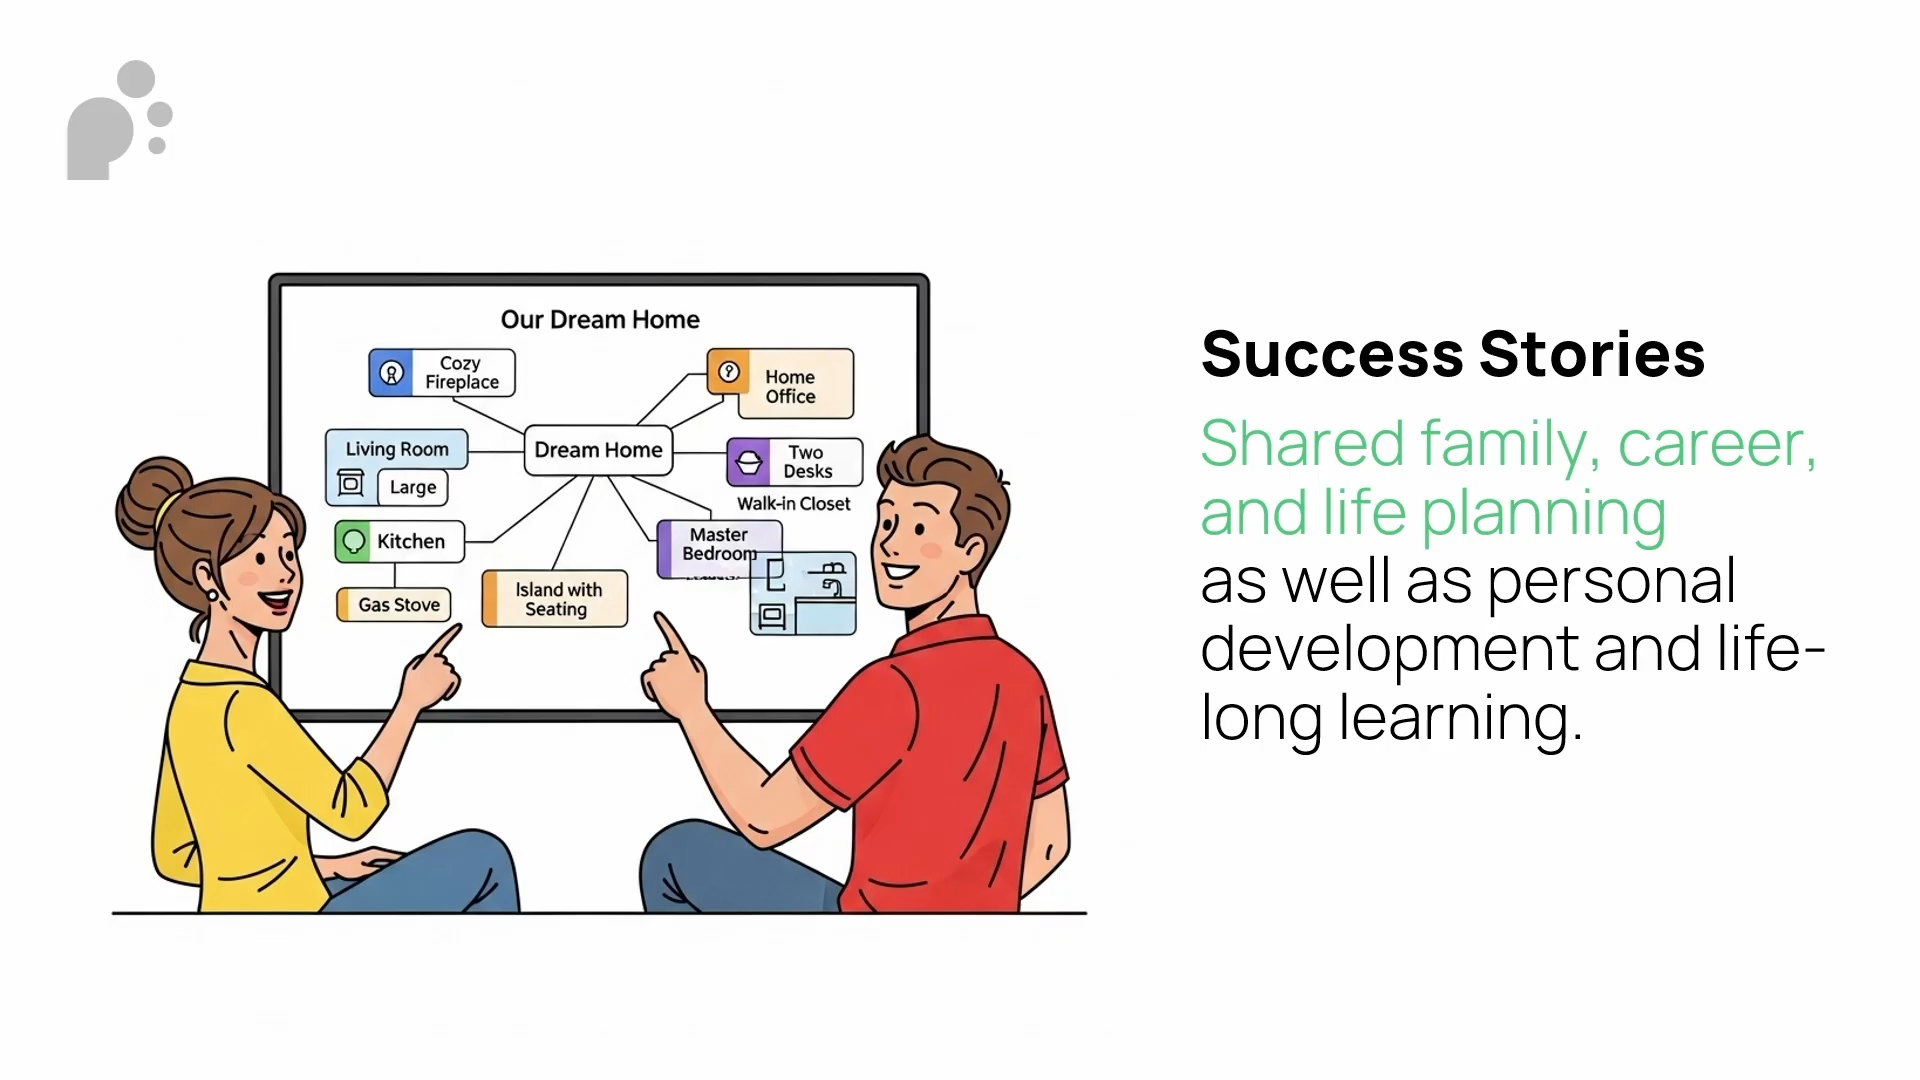 Our Dream Home
Cozy
Fireplace
Home
Office
Living Room
Large
Dream Home
Two
Desks
Walk-in Closet
Kitchen
Master
Bedroom
Gas Stove
Island with
Seating
Success Stories
Shared family, career,
and life planning
as well as personal
development and life-
long learning.